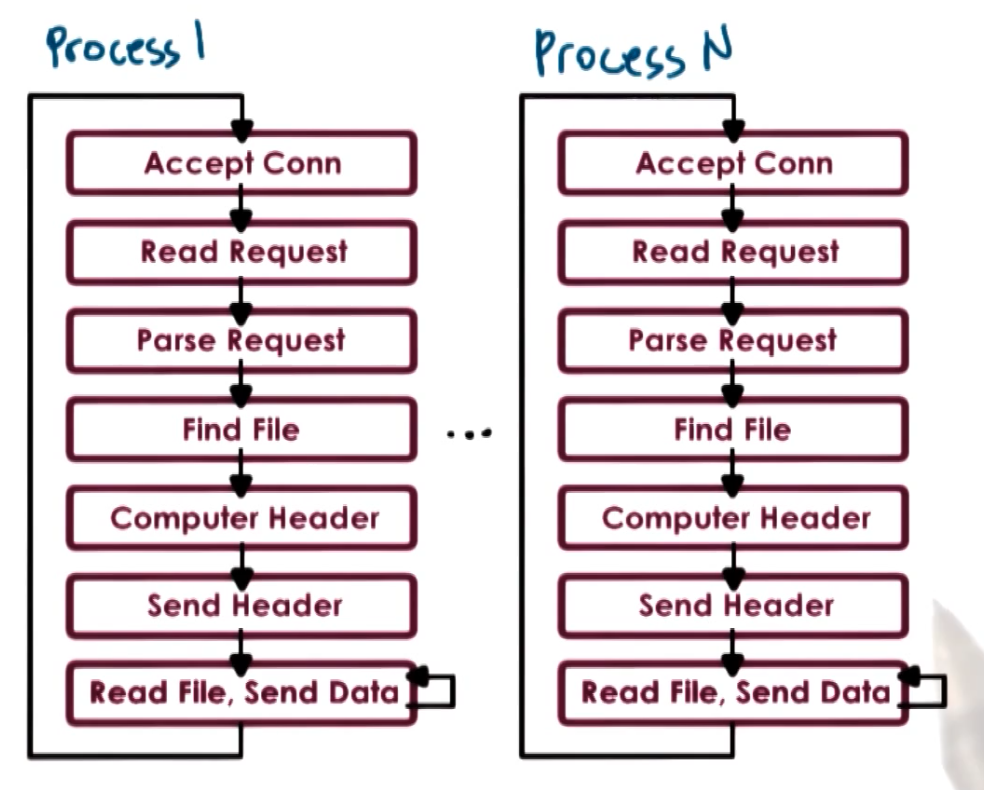 Process 1
Accept Conn
Read Request
Parse Request
Find File
Computer Header
Send Header
Read File, Send Data
...
Process N
Accept Conn
Read Request
Parse Request
Find File
Computer Header
Send Header
Read File, Send Data